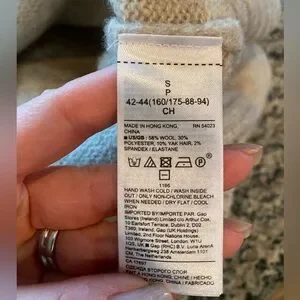 S
P
42-44(160/175-88-94)
CH
MADE IN HONG KONG, RN 54023
CHINA
US/GB: 58% WOOL, 30%
POLYESTER, 10% YAK HAIR, 2%
SPANDEX / ELASTANE
P
1166
HAND WASH COLD / WASH INSIDE
OUT / ONLY NON-CHLORINE BLEACH
WHEN NEEDED / DRY FLAT / COOL
IRON
IMPORTED BY/IMPORTE PAR: Gap
Stores (Ireland) Limited c/o Arthur Cox,
10 Earlsfort Terrace, Dublin 2, D02
T380, Ireland. Gap (UK Holdings)
Limited, 2nd Floor Nations House,
103 Wigmore Street, London, W1U
The Netherlands